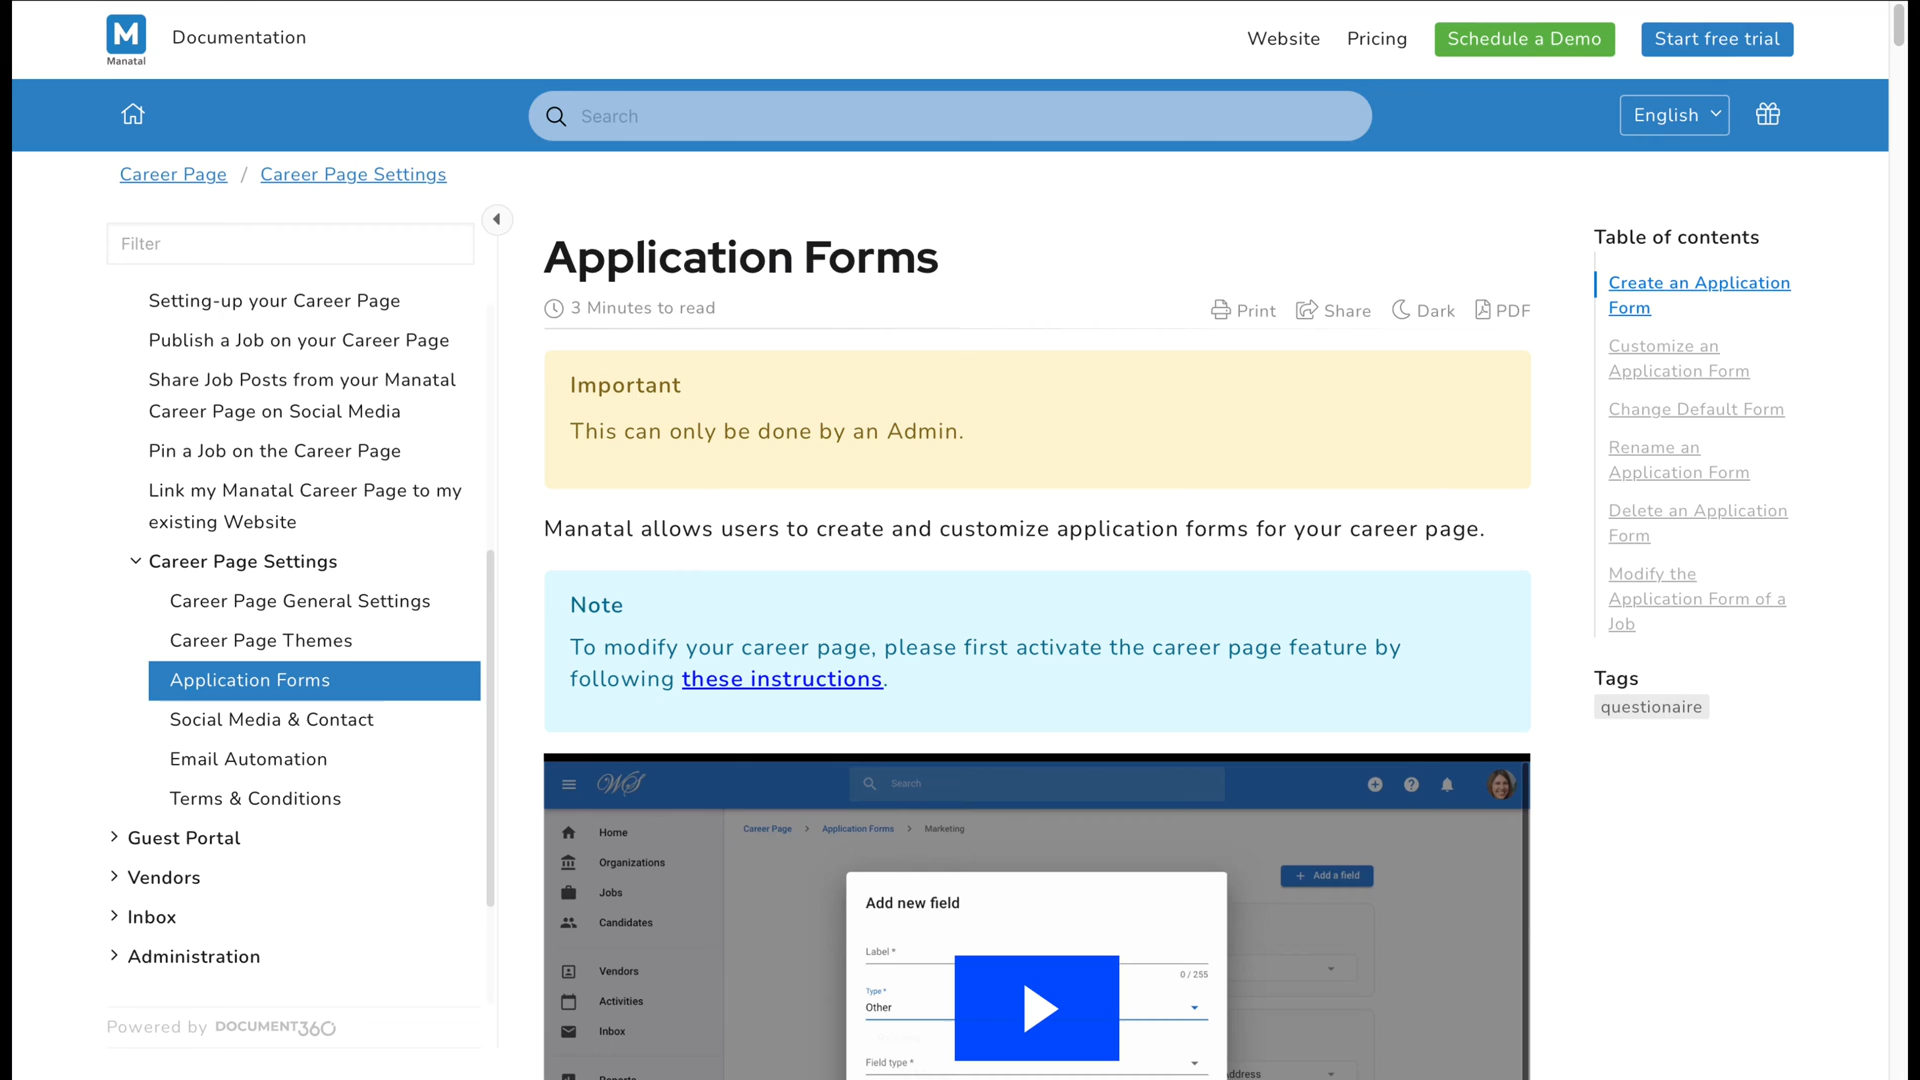 M
Manatal
Documentation
Website
Pricing
Schedule a Demo
Start free trial
Search
English
Career Page / Career Page Settings
Filter
Setting-up your Career Page
Publish a Job on your Career Page
Share Job Posts from your Manatal
Career Page on Social Media
Pin a Job on the Career Page
Link my Manatal Career Page to my
existing Website
Career Page Settings
Career Page General Settings
Career Page Themes
Application Forms
Social Media & Contact
Email Automation
Terms & Conditions
Guest Portal
Vendors
Inbox
Administration
Powered by DOCUMENT360
Application Forms
3 Minutes to read
Print
Share
Dark
PDF
Important
This can only be done by an Admin.
Manatal allows users to create and customize application forms for your career page.
Note
To modify your career page, please first activate the career page feature by
following these instructions.
WS
Search
Home
Organizations
Jobs
Candidates
Vendors
Activities
Inbox
Reports
Career Page > Application Forms > Marketing
+ Add a field
Add new field
Label *
0 / 255
Type *
Other
Field type *
Address
Table of contents
Create an Application
Form
Customize an
Application Form
Change Default Form
Rename an
Application Form
Delete an Application
Form
Modify the
Application Form of a
Job
Tags
questionaire